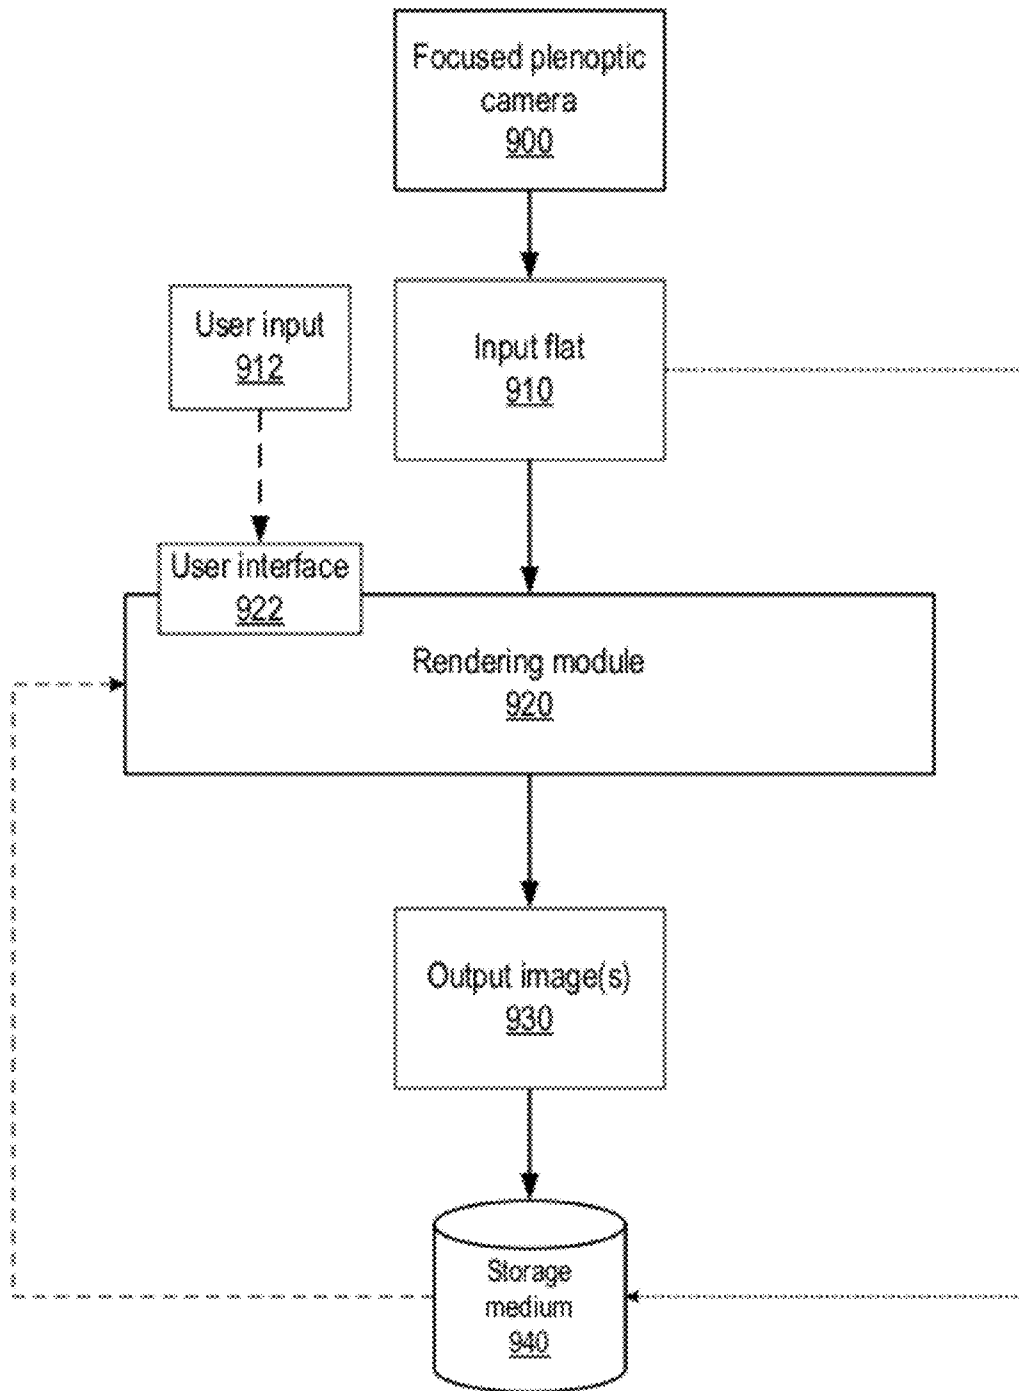 Focused plenoptic
camera
900
User input
912
Input flat
910
User interface
922
Rendering module
920
Output image(s)
930
Storage
medium
940